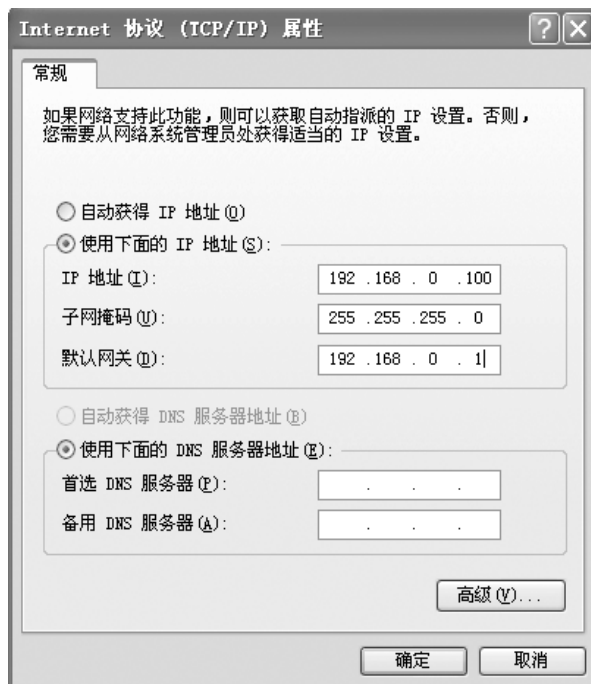 Internet 协议 (TCP/IP) 属性
常规
如果网络支持此功能，则可以获取自动指派的 IP 设置。否则，
您需要从网络系统管理员处获得适当的 IP 设置。
自动获得 IP 地址(O)
使用下面的 IP 地址(S):
IP 地址(I): 192 .168 . 0 .100
子网掩码(U): 255 .255 .255 . 0
默认网关(D): 192 .168 . 0 . 1
自动获得 DNS 服务器地址(B)
使用下面的 DNS 服务器地址(E):
首选 DNS 服务器(P): . . .
备用 DNS 服务器(A): . . .
高级(V)...
确定 取消